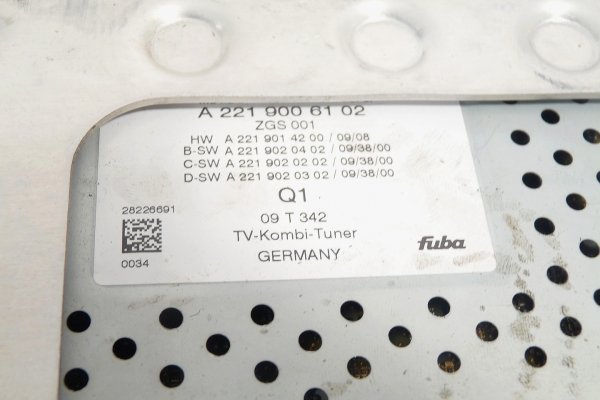 A 221 900 61 02
ZGS 001
HW A 221 901 42 00 / 09/08
B-SW A 221 902 04 02 / 09/38/00
C-SW A 221 902 02 02 / 09/38/00
D-SW A 221 902 03 02 / 09/38/00
Q1
28226691
09 T 342
TV-Kombi-Tuner
fuba
0034
GERMANY